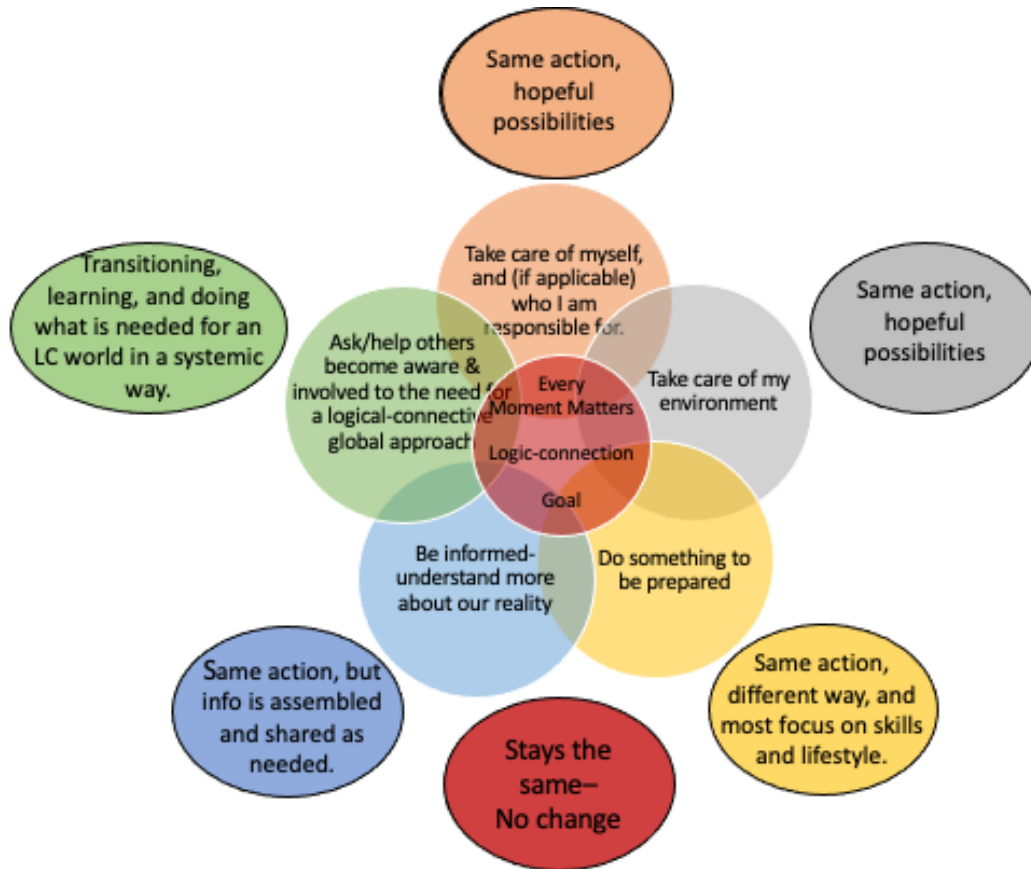 Same action,
hopeful
possibilities
Take care of myself,
and (if applicable)
who I am
responsible for.
Transitioning,
learning, and doing
what is needed for an
LC world in a systemic
way.
Same action,
hopeful
possibilities
Ask/help others
become aware &
involved to the need for
a logical-connective
global approach
Every
Moment Matters
Logic-connection
Goal
Take care of my
environment
Be informed-
understand more
about our reality
Do something to
be prepared
Same action, but
info is assembled
and shared as
needed.
Stays the
same–
No change
Same action,
different way, and
most focus on skills
and lifestyle.